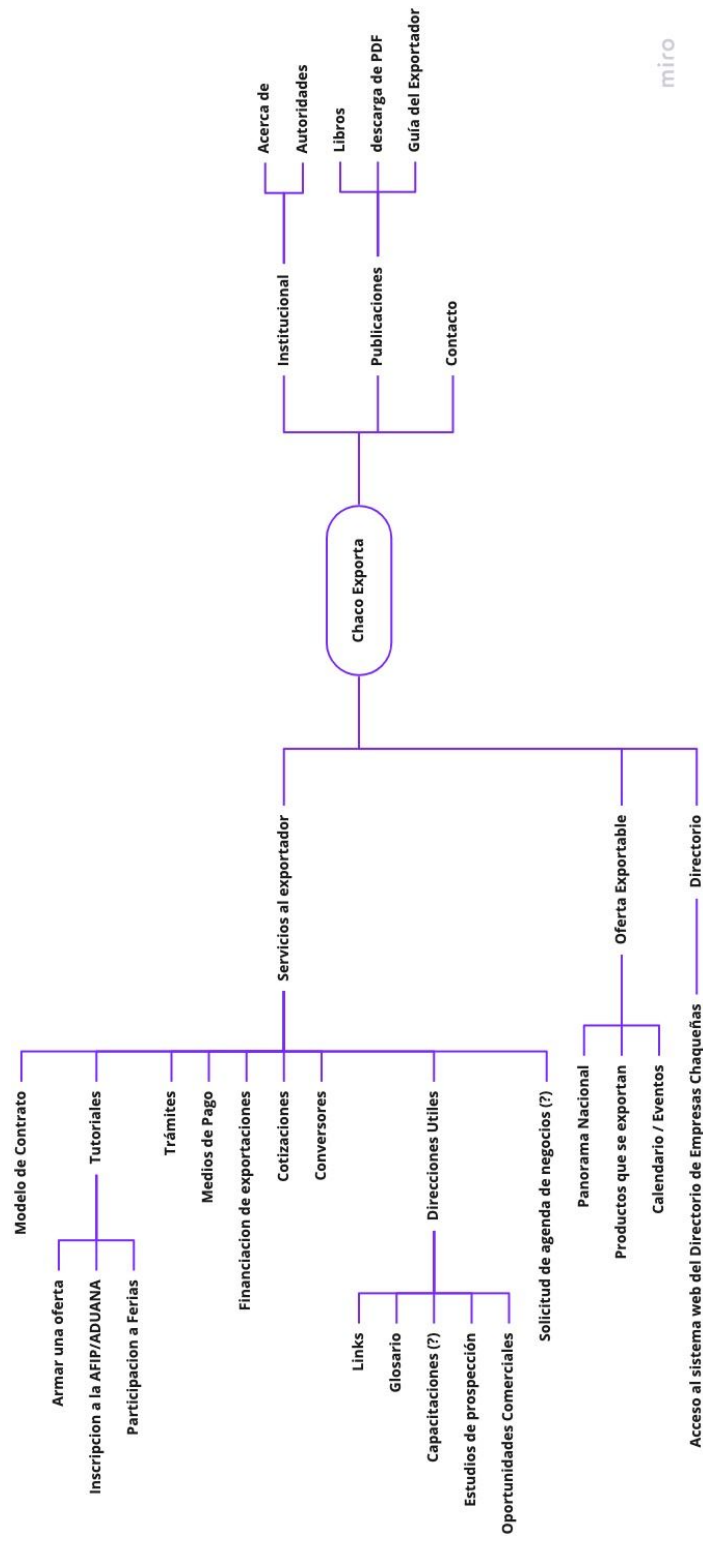 Modelo de Contrato
Armar una oferta
Inscripcion a la AFIP/ADUANA
Participacion a Ferias
Tutoriales
Trámites
Medios de Pago
Financiacion de exportaciones
Cotizaciones
Conversores
Links
Glosario
Capacitaciones (?)
Estudios de prospección
Oportunidades Comerciales
Direcciones Utiles
Solicitud de agenda de negocios (?)
Servicios al exportador
Panorama Nacional
Productos que se exportan
Calendario / Eventos
Oferta Exportable
Acceso al sistema web del Directorio de Empresas Chaqueñas
Directorio
Chaco Exporta
Institucional
Acerca de
Autoridades
Publicaciones
Libros
descarga de PDF
Guía del Exportador
Contacto
miro